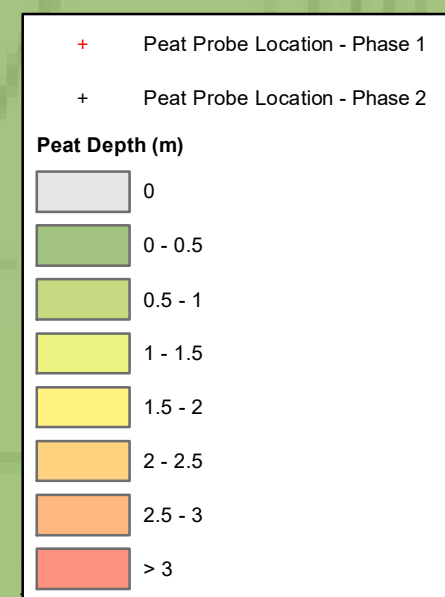 + Peat Probe Location - Phase 1
+ Peat Probe Location - Phase 2
Peat Depth (m)
0
0 - 0.5
0.5 - 1
1 - 1.5
1.5 - 2
2 - 2.5
2.5 - 3
> 3